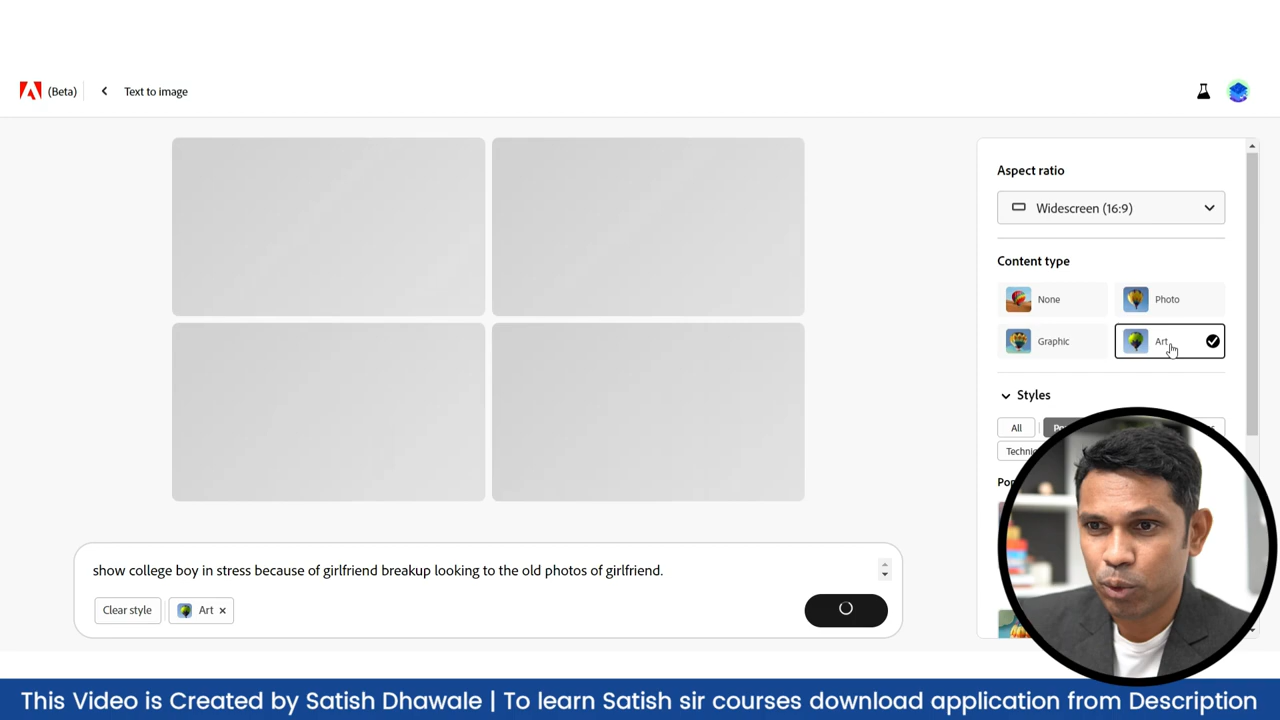 (Beta) Text to image
Aspect ratio
Widescreen (16:9)
Content type
None Photo
Graphic Art
Styles
All
show college boy in stress because of girlfriend breakup looking to the old photos of girlfriend.
Clear style Art
This Video is Created by Satish Dhawale | To learn Satish sir courses download application from Description